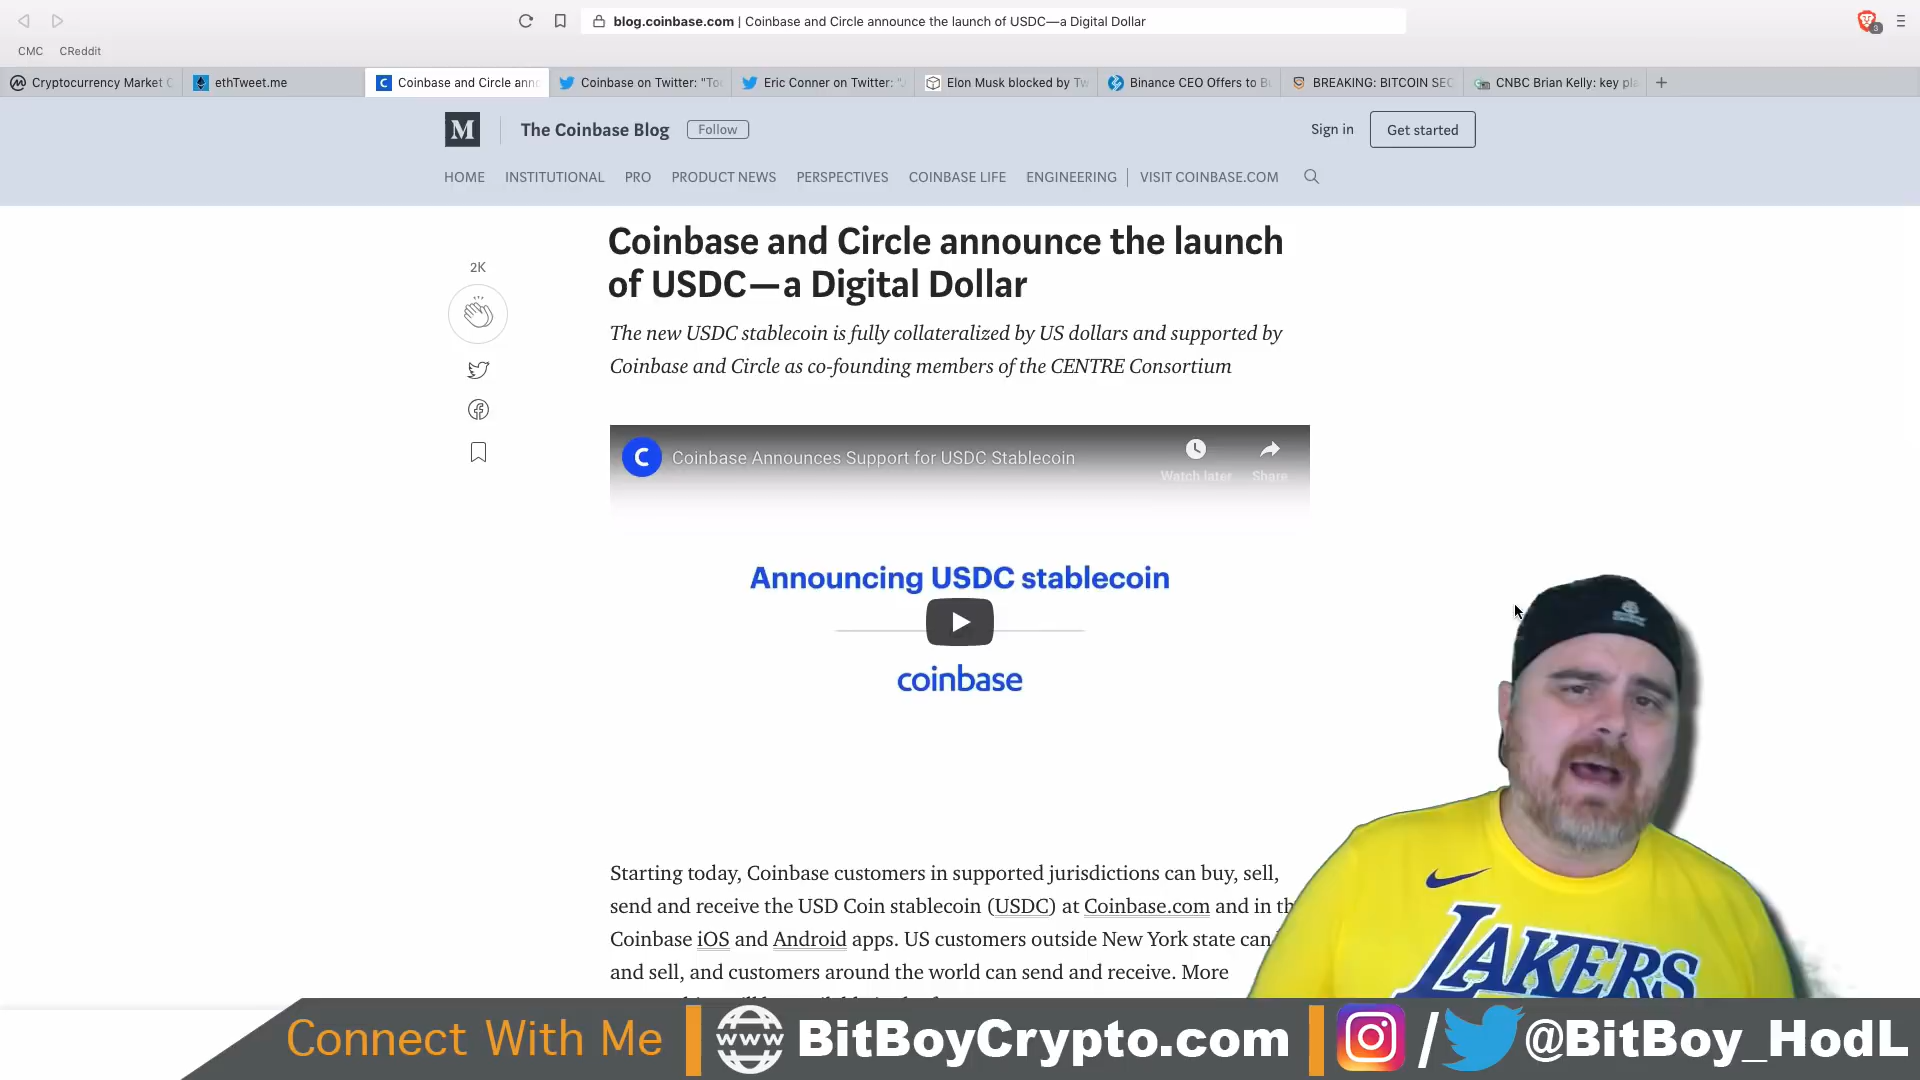 blog.coinbase.com | Coinbase and Circle announce the launch of USDC—a Digital Dollar
CMC CReddit
Cryptocurrency Market C
ethTweet.me
Coinbase and Circle ann
Coinbase on Twitter: "To
Eric Conner on Twitter: "
Elon Musk blocked by Tw
Binance CEO Offers to B
BREAKING: BITCOIN SEC
CNBC Brian Kelly: key pl
M The Coinbase Blog Follow Sign in Get started
HOME INSTITUTIONAL PRO PRODUCT NEWS PERSPECTIVES COINBASE LIFE ENGINEERING VISIT COINBASE.COM
Coinbase and Circle announce the launch
of USDC—a Digital Dollar
2K
The new USDC stablecoin is fully collateralized by US dollars and supported by
Coinbase and Circle as co-founding members of the CENTRE Consortium
C Coinbase Announces Support for USDC Stablecoin
Watch later Share
Announcing USDC stablecoin
coinbase
Starting today, Coinbase customers in supported jurisdictions can buy, sell,
send and receive the USD Coin stablecoin (USDC) at Coinbase.com and in th
Coinbase iOS and Android apps. US customers outside New York state can
and sell, and customers around the world can send and receive. More
LAKERS
Connect With Me www BitBoyCrypto.com / @BitBoy_HodL